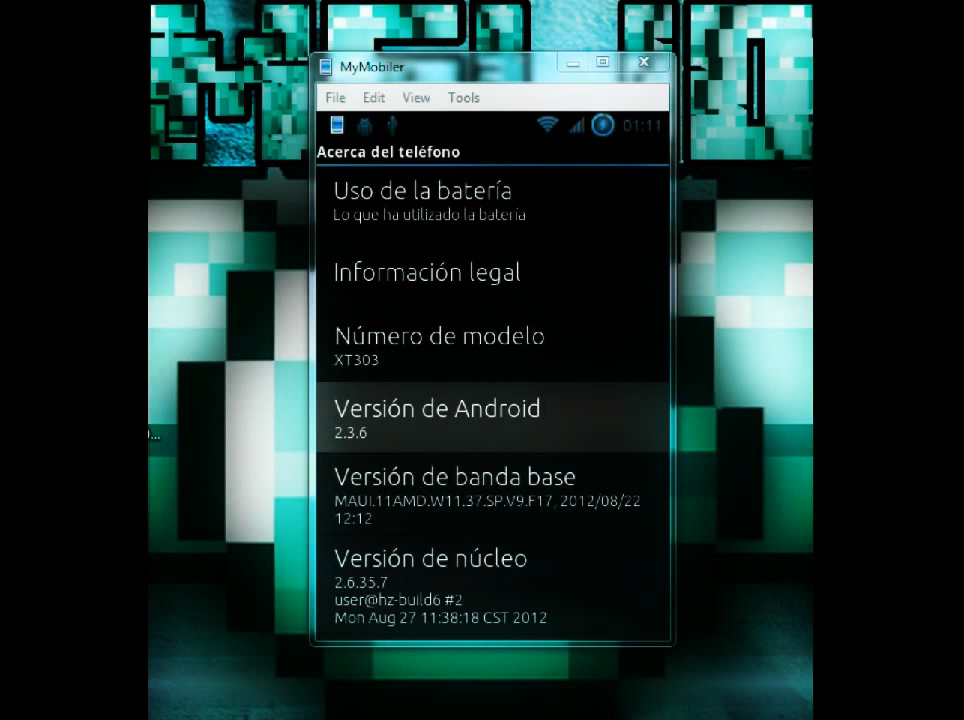 MyMobiler
File Edit View Tools
01:11
Acerca del teléfono
Uso de la batería
Lo que ha utilizado la batería
Información legal
Número de modelo
XT303
Versión de Android
2.3.6
Versión de banda base
MAUI.11AMD.W11.37.SP.V9.F17, 2012/08/22
12:12
Versión de núcleo
2.6.35.7
user@hz-build6 #2
Mon Aug 27 11:38:18 CST 2012